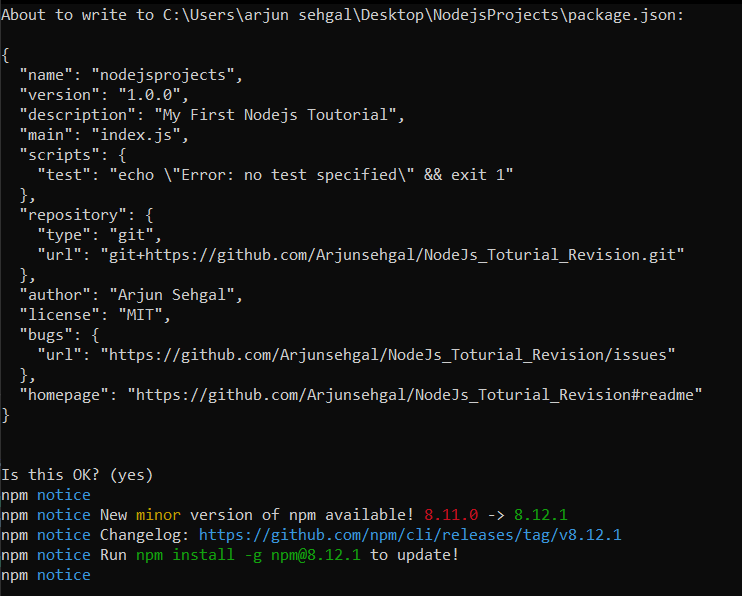 About to write to C:\Users\arjun sehgal\Desktop\NodejsProjects\package.json:

{
  "name": "nodejsprojects",
  "version": "1.0.0",
  "description": "My First Nodejs Toutorial",
  "main": "index.js",
  "scripts": {
    "test": "echo \"Error: no test specified\" && exit 1"
  },
  "repository": {
    "type": "git",
    "url": "git+https://github.com/Arjunsehgal/NodeJs_Toturial_Revision.git"
  },
  "author": "Arjun Sehgal",
  "license": "MIT",
  "bugs": {
    "url": "https://github.com/Arjunsehgal/NodeJs_Toturial_Revision/issues"
  },
  "homepage": "https://github.com/Arjunsehgal/NodeJs_Toturial_Revision#readme"
}

Is this OK? (yes)
npm notice
npm notice New minor version of npm available! 8.11.0 -> 8.12.1
npm notice Changelog: https://github.com/npm/cli/releases/tag/v8.12.1
npm notice Run npm install -g npm@8.12.1 to update!
npm notice